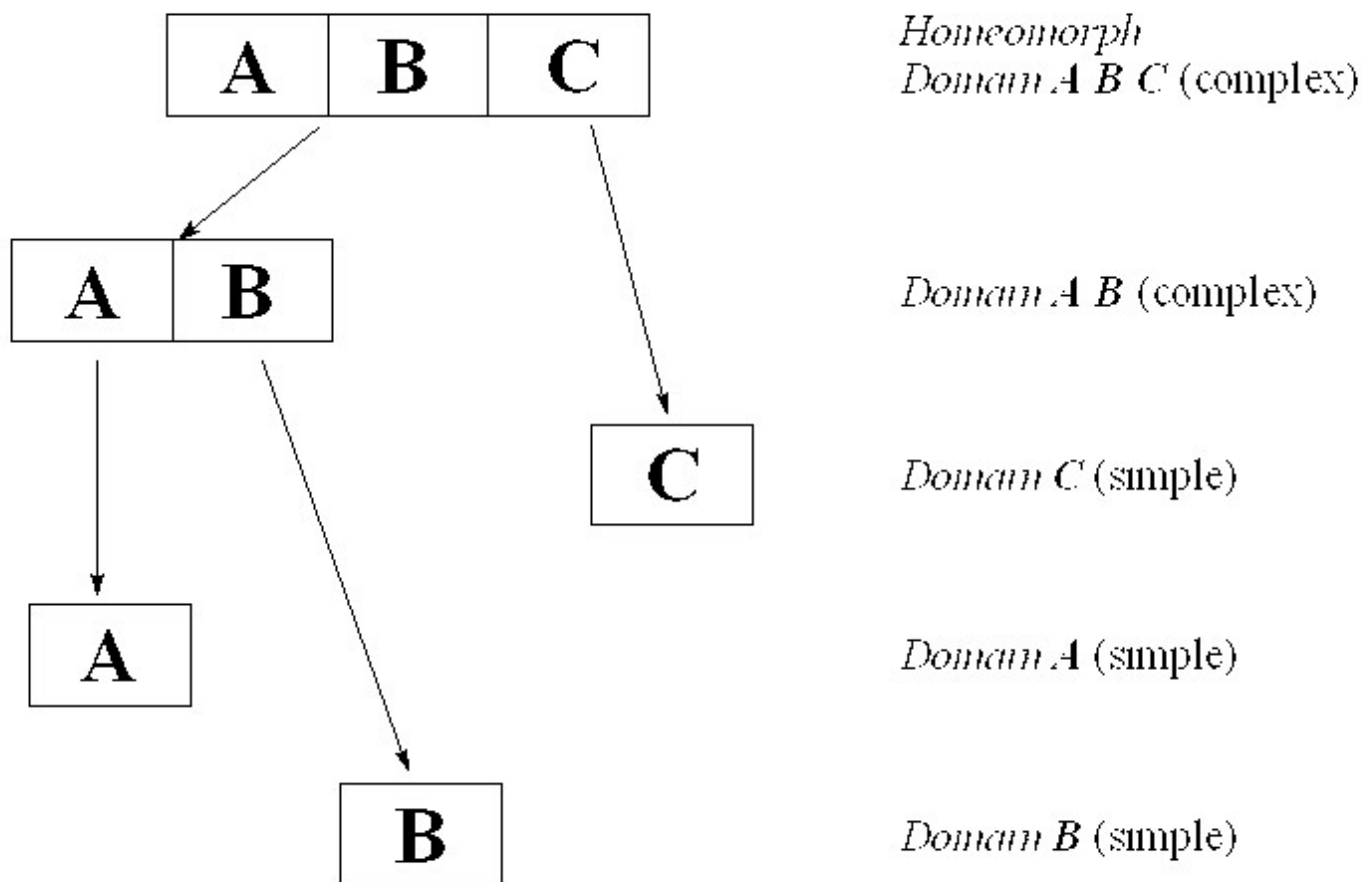 A B C
Homeomorph
Domain A B C (complex)
A B
Domain A B (complex)
C
Domain C (simple)
A
Domain A (simple)
B
Domain B (simple)